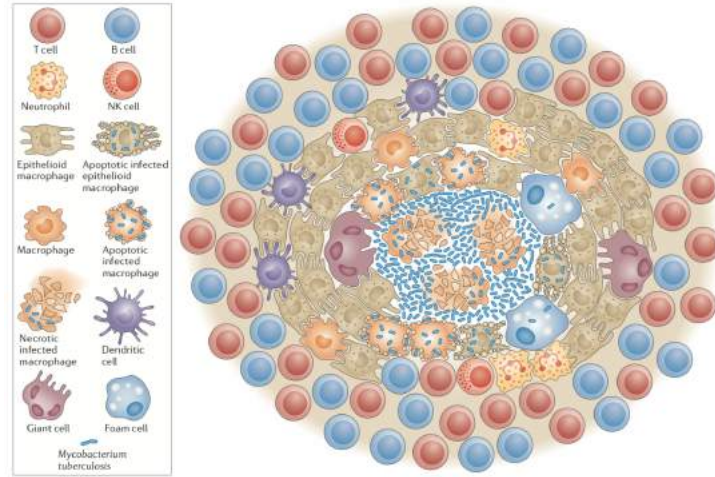 T cell
B cell
Neutrophil
NK cell
Epithelioid
macrophage
Apoptotic infected
epithelioid
macrophage
Macrophage
Apoptotic
infected
macrophage
Necrotic
infected
macrophage
Dendritic
cell
Giant cell
Foam cell
Mycobacterium
tuberculosis